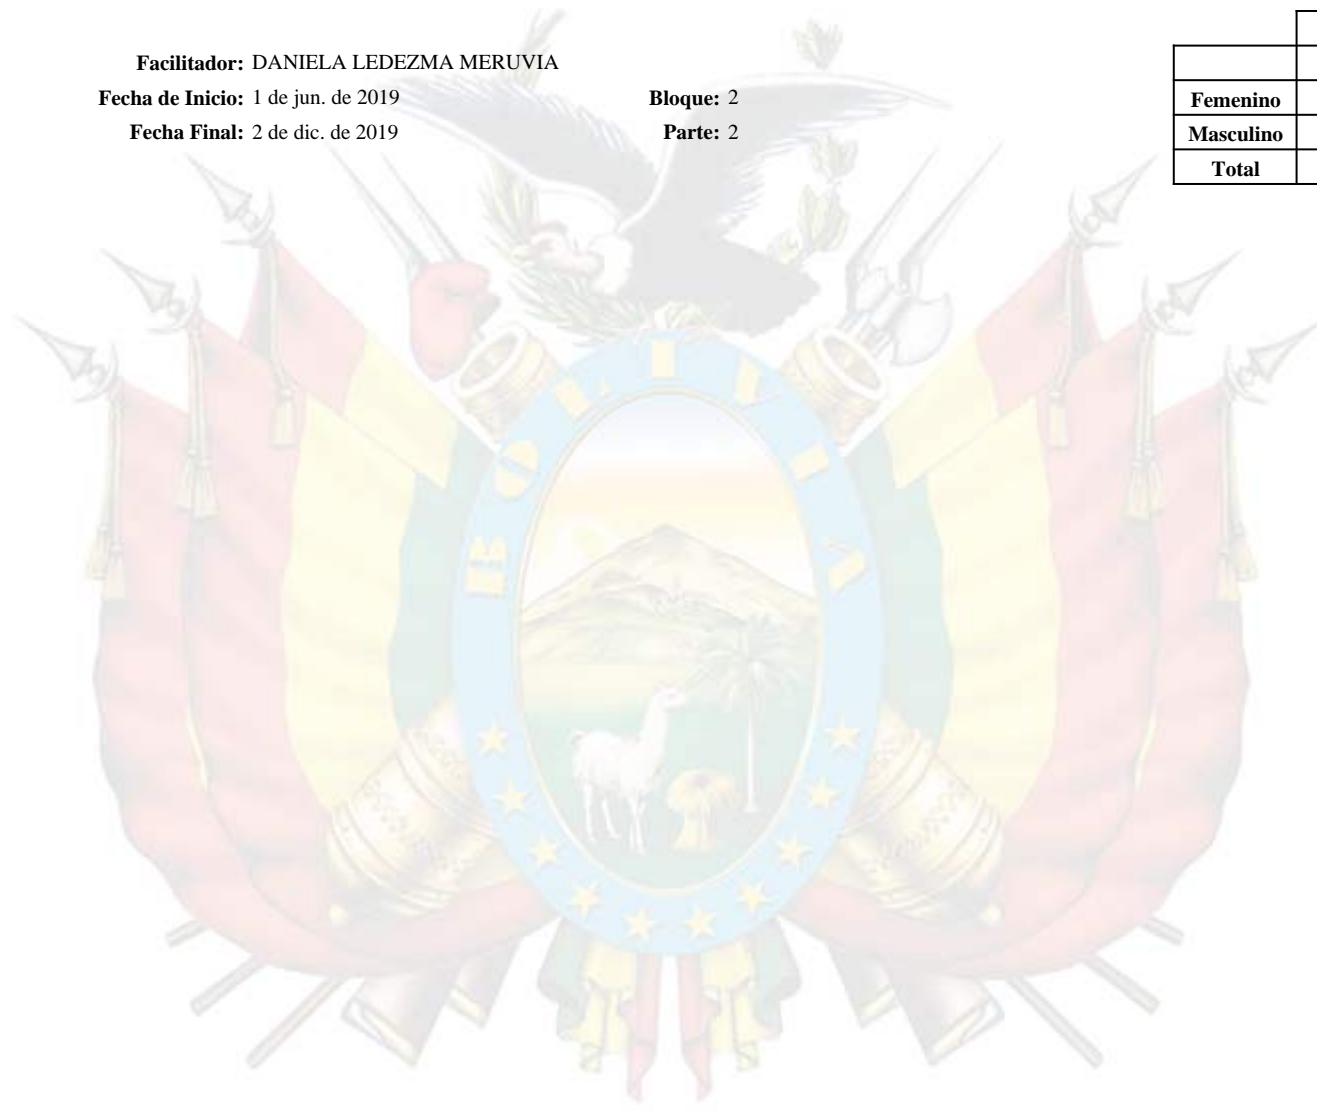 Facilitador: DANIELA LEDEZMA MERUVIA
Fecha de Inicio: 1 de jun. de 2019 Bloque: 2
Fecha Final: 2 de dic. de 2019 Parte: 2
Femenino
Masculino
Total
BOLIVIA